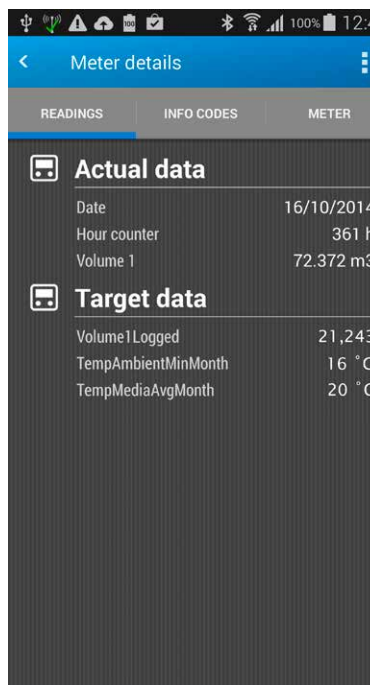 100% 12:
Meter details
READINGS INFO CODES METER
Actual data
Date 16/10/2014
Hour counter 361 h
Volume 1 72.372 m3
Target data
Volume1Logged 21,243
TempAmbientMinMonth 16 °C
TempMediaAvgMonth 20 °C